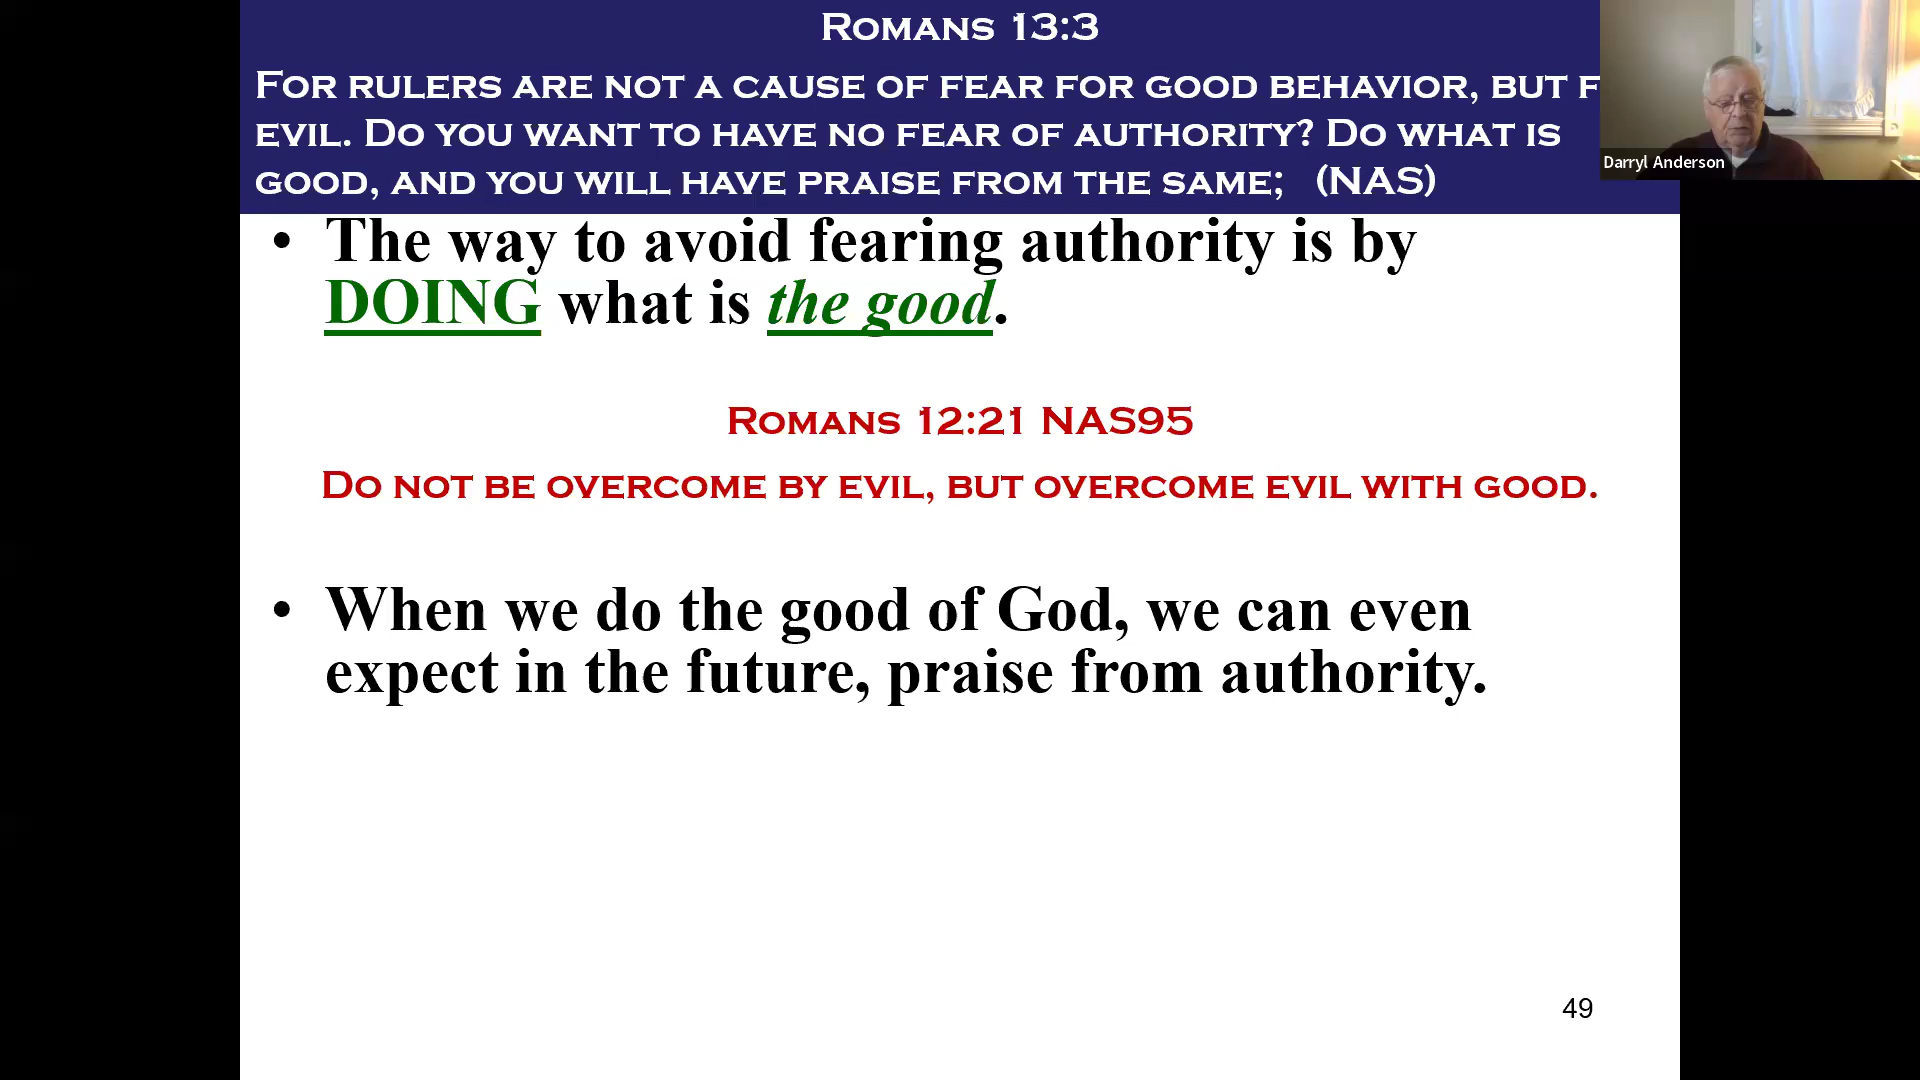 Romans 13:3
For rulers are not a cause of fear for good behavior, but
evil. Do you want to have no fear of authority? Do what is
good, and you will have praise from the same; (NAS)
Darryl Anderson
• The way to avoid fearing authority is by
DOING what is the good.
Romans 12:21 NAS95
Do not be overcome by evil, but overcome evil with good.
• When we do the good of God, we can even
expect in the future, praise from authority.
49